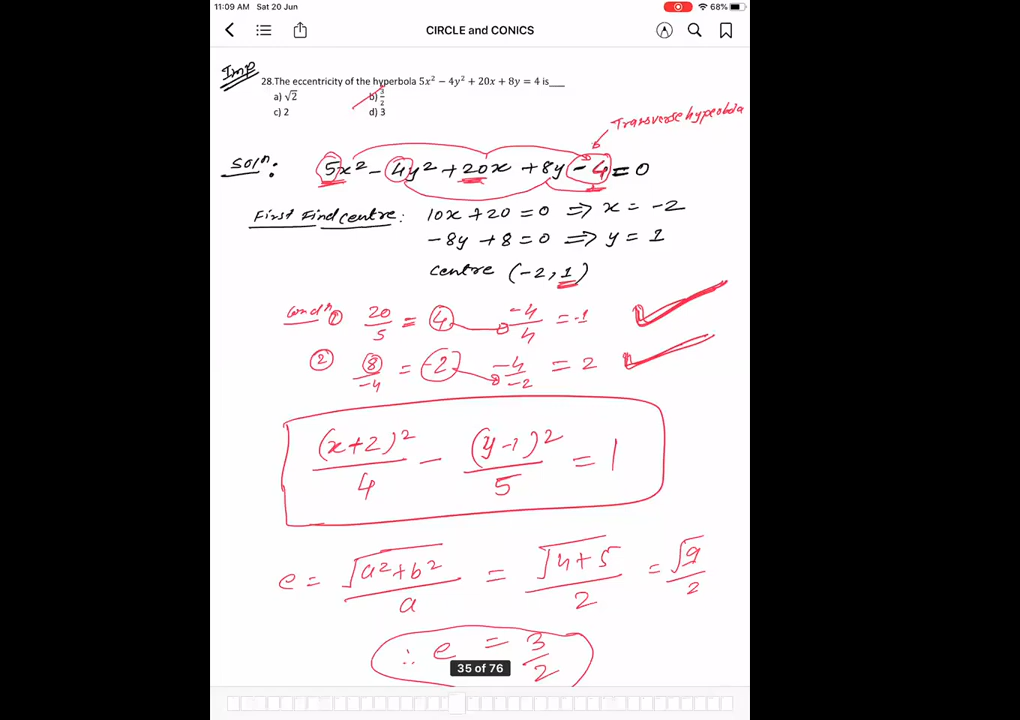 11:09 AM Sat 20 Jun 68%
CIRCLE and CONICS
Imp
28.The eccentricity of the hyperbola 5x² − 4y² + 20x + 8y = 4 is___
a) √2 b) 3/2
c) 2 d) 3
Transverse hyperbola
Solⁿ: 5x² - 4y² + 20x + 8y - 4 = 0
First Find centre: 10x + 20 = 0 ⇒ x = -2
-8y + 8 = 0 ⇒ y = 1
centre (-2, 1)
condⁿ ① 20/5 = 4 -4/4 = -1
② 8/-4 = -2 -4/-2 = 2
(x+2)²/4 - (y-1)²/5 = 1
e = √a²+b²/a = √4+5/2 = √9/2
∴ e = 3/2
35 of 76